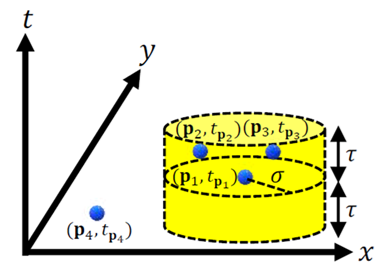 t
y
(p₂, tₚ₂)(p₃, tₚ₃)
τ
(p₁, tₚ₁)
σ
τ
(p₄, tₚ₄)
x